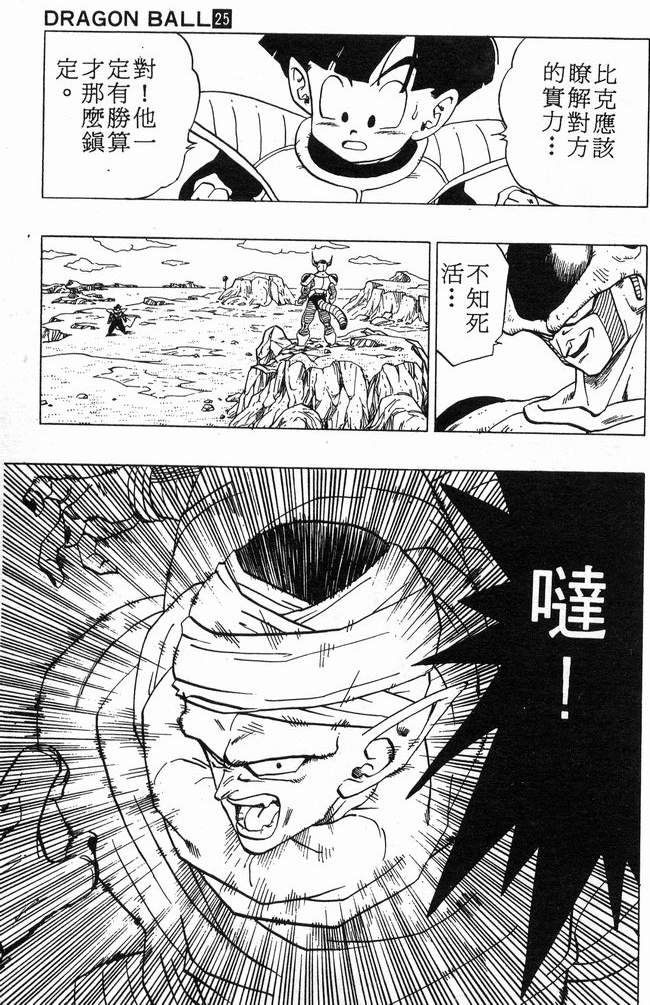 DRAGON BALL 25
比克應該
瞭解對方
的實力…
對！他一
定有勝算
才那麼鎮
定。
不知死
活…
噠！